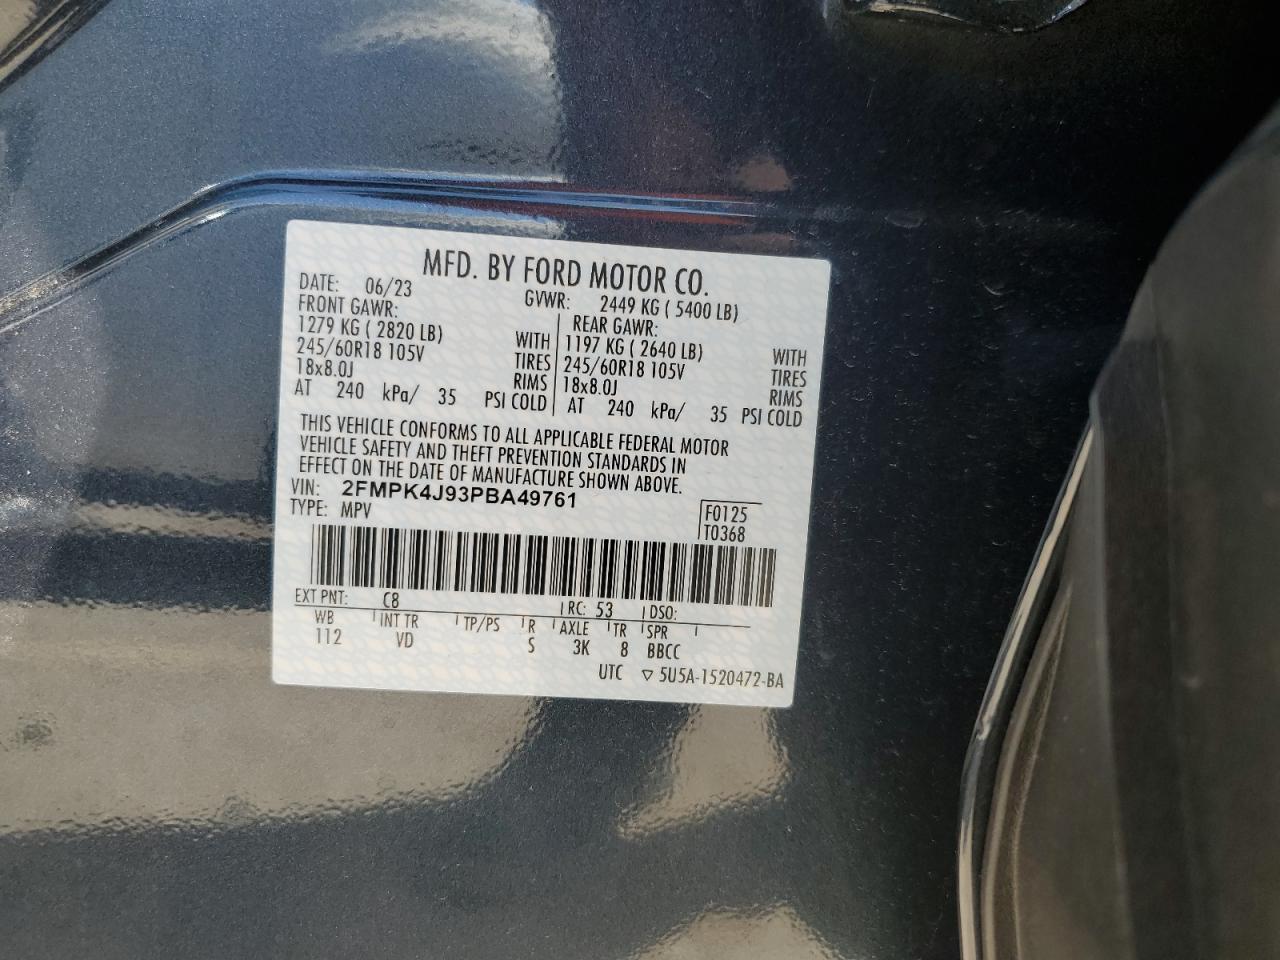 MFD. BY FORD MOTOR CO.
DATE: 06/23 GVWR: 2449 KG ( 5400 LB)
FRONT GAWR: REAR GAWR:
1279 KG ( 2820 LB) WITH 1197 KG ( 2640 LB) WITH
245/60R18 105V TIRES 245/60R18 105V TIRES
18x8.0J RIMS 18x8.0J RIMS
AT 240 kPa/ 35 PSI COLD AT 240 kPa/ 35 PSI COLD
THIS VEHICLE CONFORMS TO ALL APPLICABLE FEDERAL MOTOR
VEHICLE SAFETY AND THEFT PREVENTION STANDARDS IN
EFFECT ON THE DATE OF MANUFACTURE SHOWN ABOVE.
VIN: 2FMPK4J93PBA49761
TYPE: MPV F0125
T0368
EXT PNT: C8 RC: 53 DSO:
WB INT TR TP/PS R AXLE TR SPR
112 VD S 3K 8 BBCC
UTC ▽ 5U5A-1520472-BA